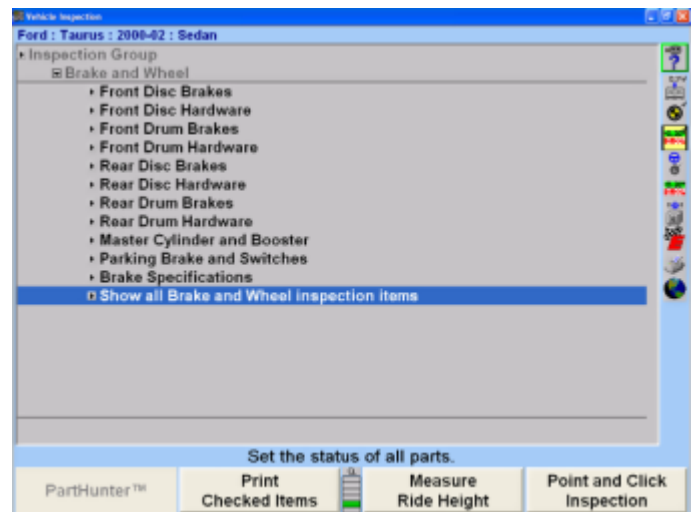 Vehicle Inspection
Ford : Taurus : 2000-02 : Sedan
Inspection Group
Brake and Wheel
Front Disc Brakes
Front Disc Hardware
Front Drum Brakes
Front Drum Hardware
Rear Disc Brakes
Rear Disc Hardware
Rear Drum Brakes
Rear Drum Hardware
Master Cylinder and Booster
Parking Brake and Switches
Brake Specifications
Show all Brake and Wheel inspection items
Set the status of all parts.
PartHunter™
Print
Checked Items
Measure
Ride Height
Point and Click
Inspection